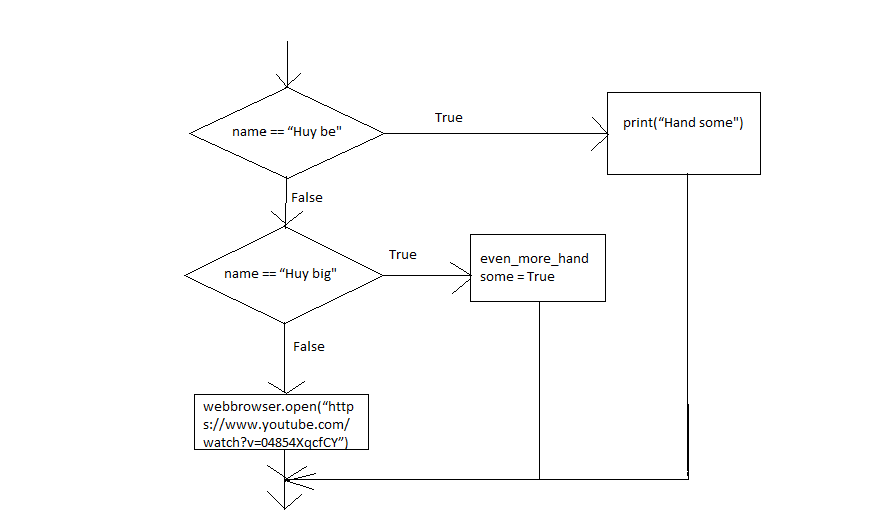 name == “Huy be"
True
print(“Hand some")
False
name == “Huy big"
True
even_more_hand
some = True
False
webbrowser.open(“http
s://www.youtube.com/
watch?v=04854XqcfCY”)